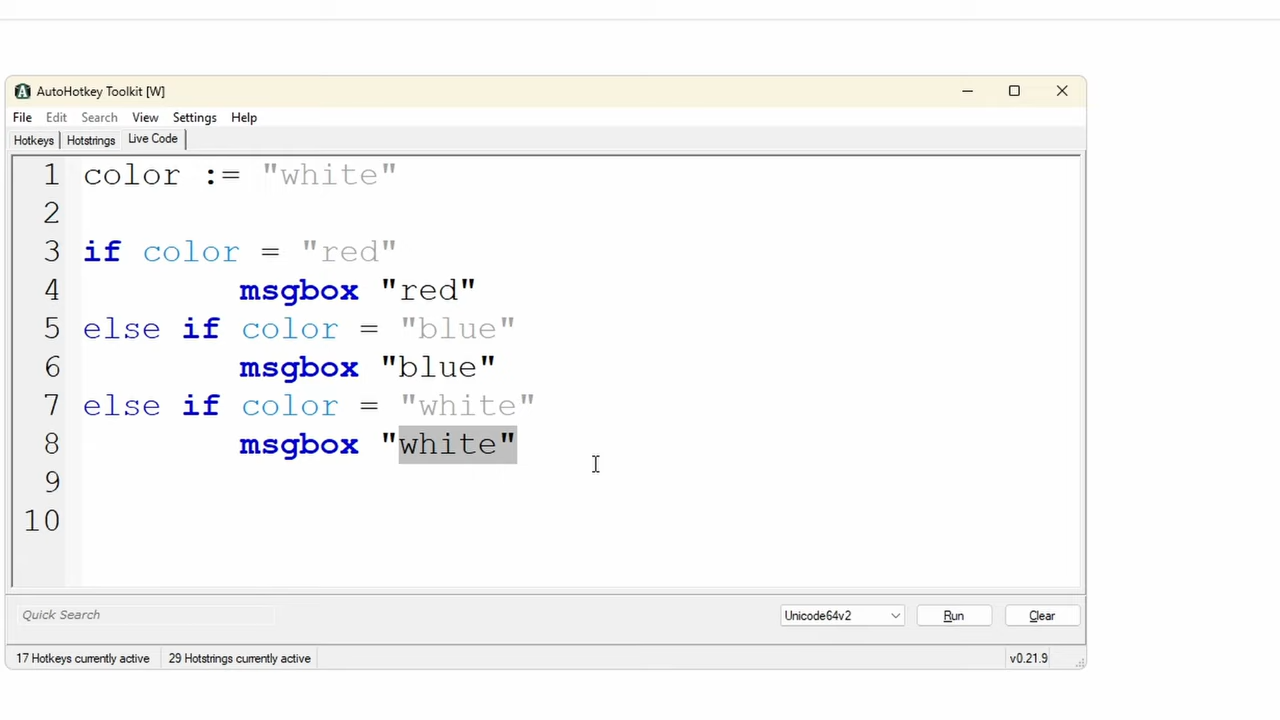 AutoHotkey Toolkit [W]
File Edit Search View Settings Help
Hotkeys Hotstrings Live Code
1 color := "white"
2
3 if color = "red"
4 msgbox "red"
5 else if color = "blue"
6 msgbox "blue"
7 else if color = "white"
8 msgbox "white"
9
10
Quick Search Unicode64v2 Run Clear
17 Hotkeys currently active 29 Hotstrings currently active v0.21.9